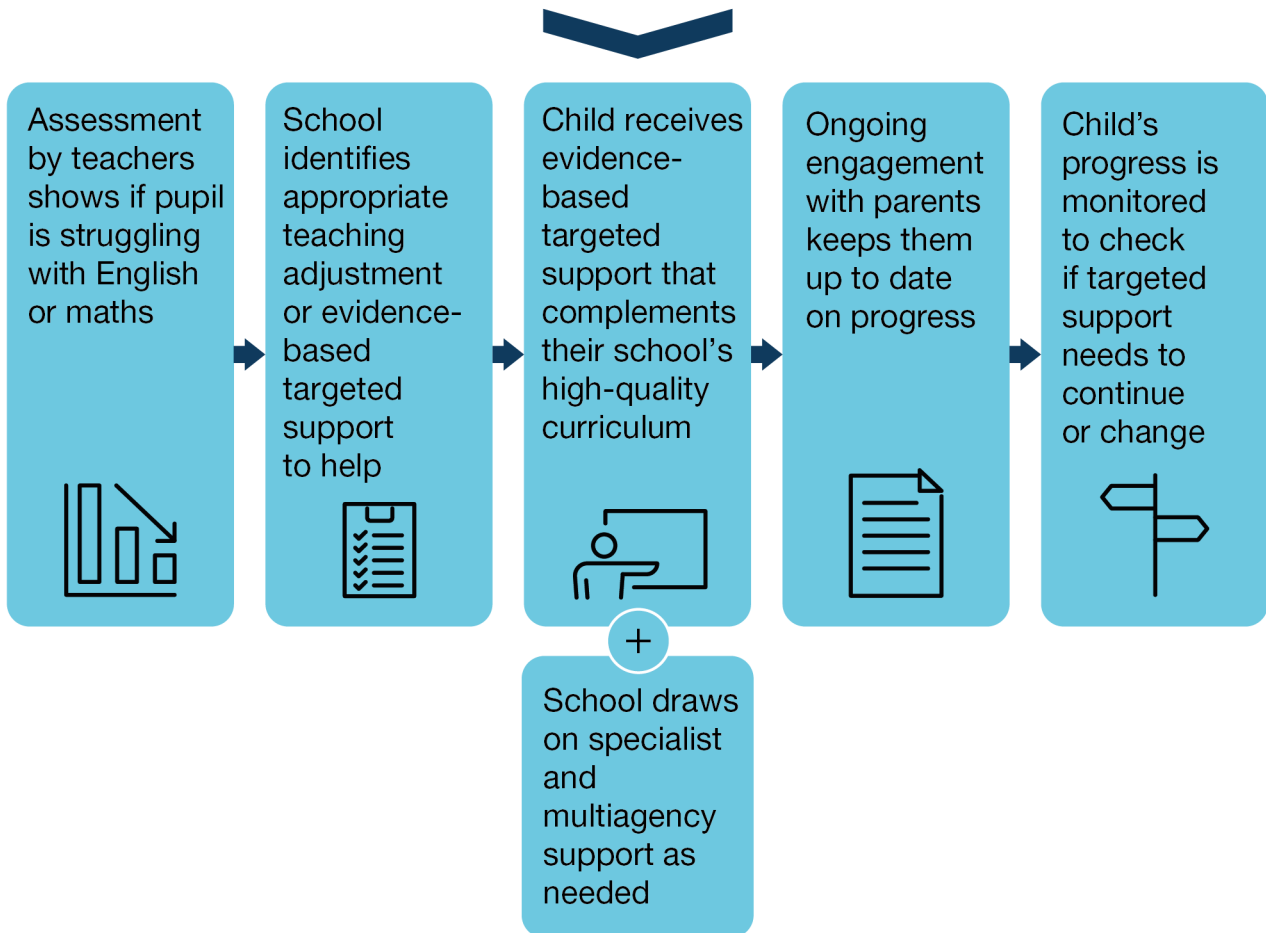 Assessment
by teachers
shows if pupil
is struggling
with English
or maths
School
identifies
appropriate
teaching
adjustment
or evidence-
based
targeted
support
to help
Child receives
evidence-
based
targeted
support that
complements
their school’s
high-quality
curriculum
+
School draws
on specialist
and
multiagency
support as
needed
Ongoing
engagement
with parents
keeps them
up to date
on progress
Child’s
progress is
monitored
to check
if targeted
support
needs to
continue
or change